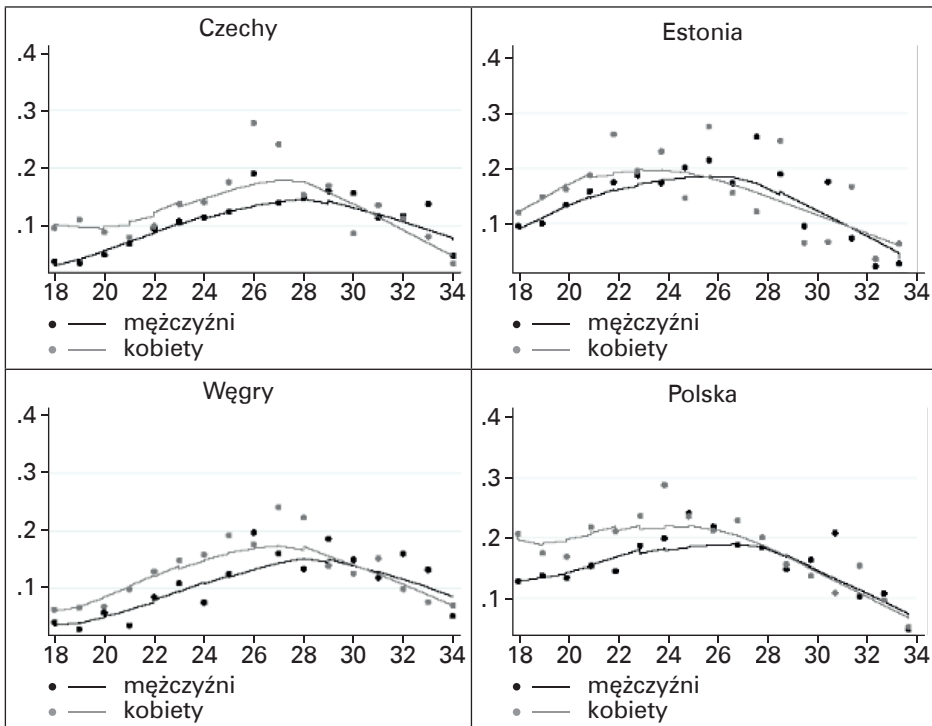 Czechy
.4
.3
.2
.1
18 20 22 24 26 28 30 32 34
mężczyźni
kobiety
Estonia
.4
.3
.2
.1
18 20 22 24 26 28 30 32 34
mężczyźni
kobiety
Węgry
.4
.3
.2
.1
18 20 22 24 26 28 30 32 34
mężczyźni
kobiety
Polska
.4
.3
.2
.1
18 20 22 24 26 28 30 32 34
mężczyźni
kobiety